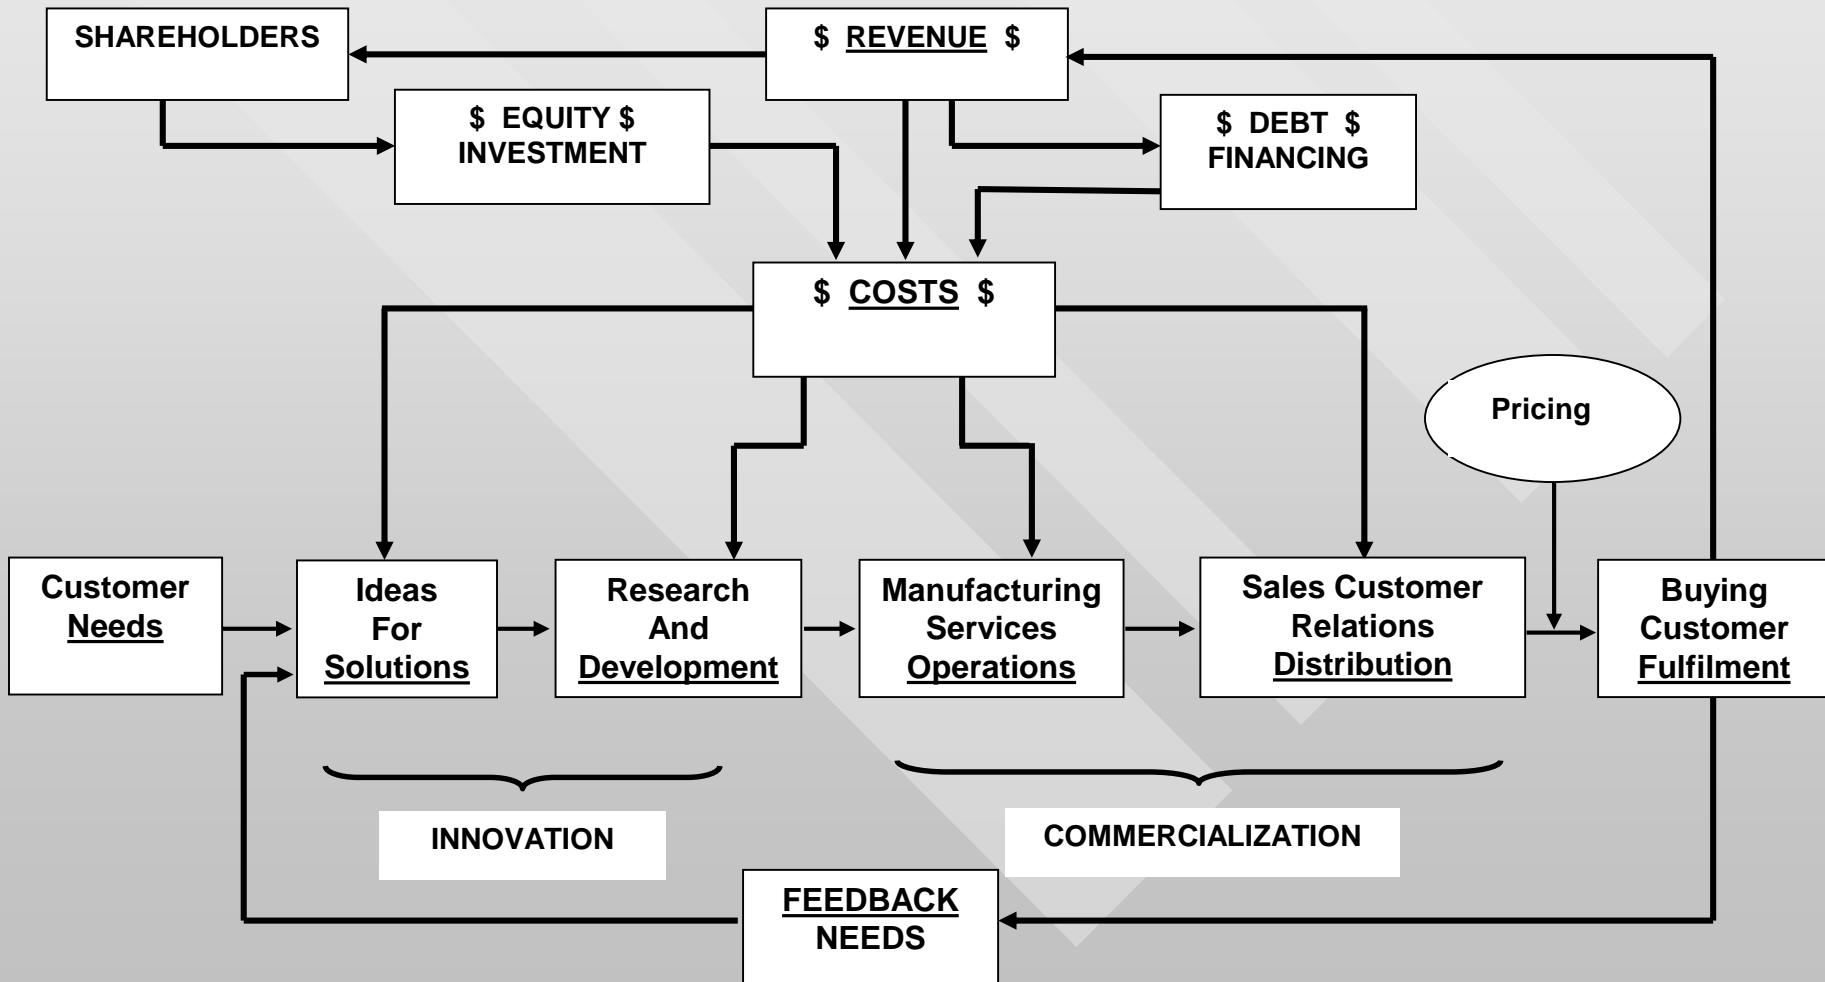 SHAREHOLDERS
$ REVENUE $
$ EQUITY $
INVESTMENT
$ DEBT $
FINANCING
$ COSTS $
Pricing
Customer
Needs
Ideas
For
Solutions
Research
And
Development
Manufacturing
Services
Operations
Sales Customer
Relations
Distribution
Buying
Customer
Fulfilment
INNOVATION
COMMERCIALIZATION
FEEDBACK
NEEDS